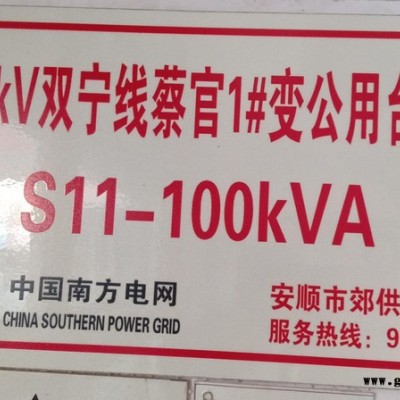 kV双宁线蔡官1#变公用台
S11-100kVA
中国南方电网
CHINA SOUTHERN POWER GRID
安顺市郊供
服务热线：9
www.g